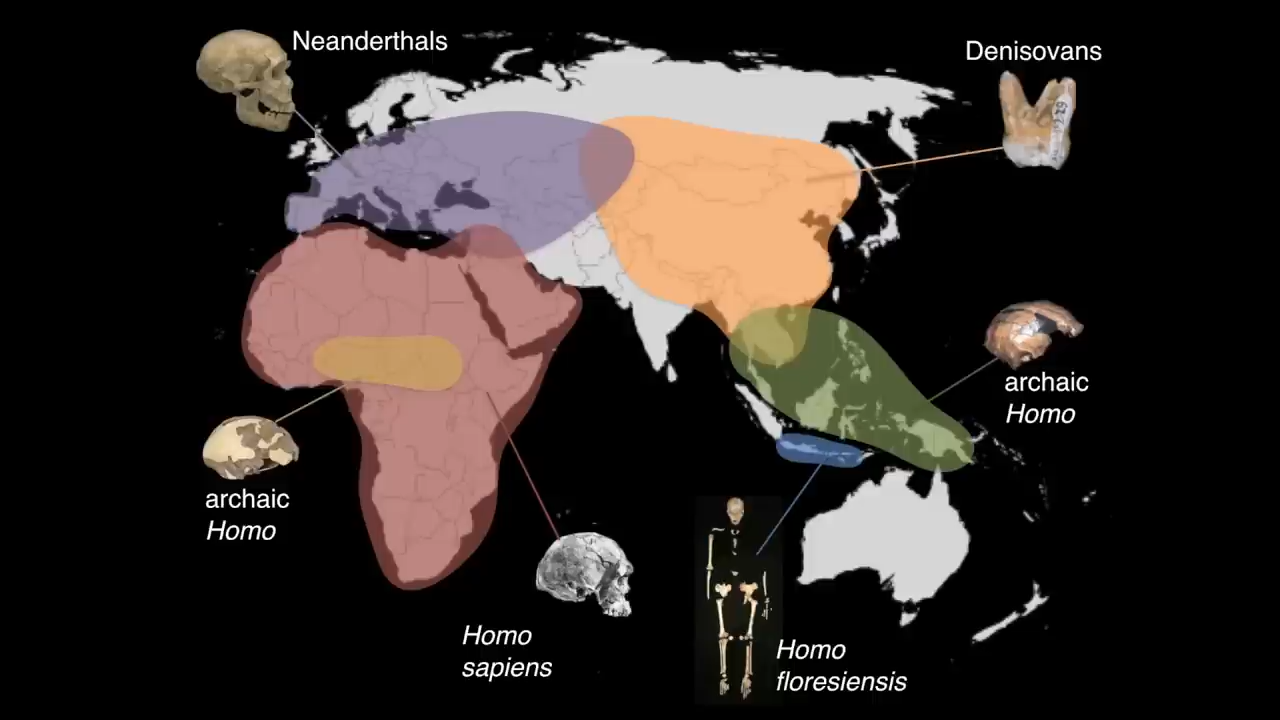 Neanderthals
Denisovans
archaic
Homo
archaic
Homo
Homo
sapiens
Homo
floresiensis